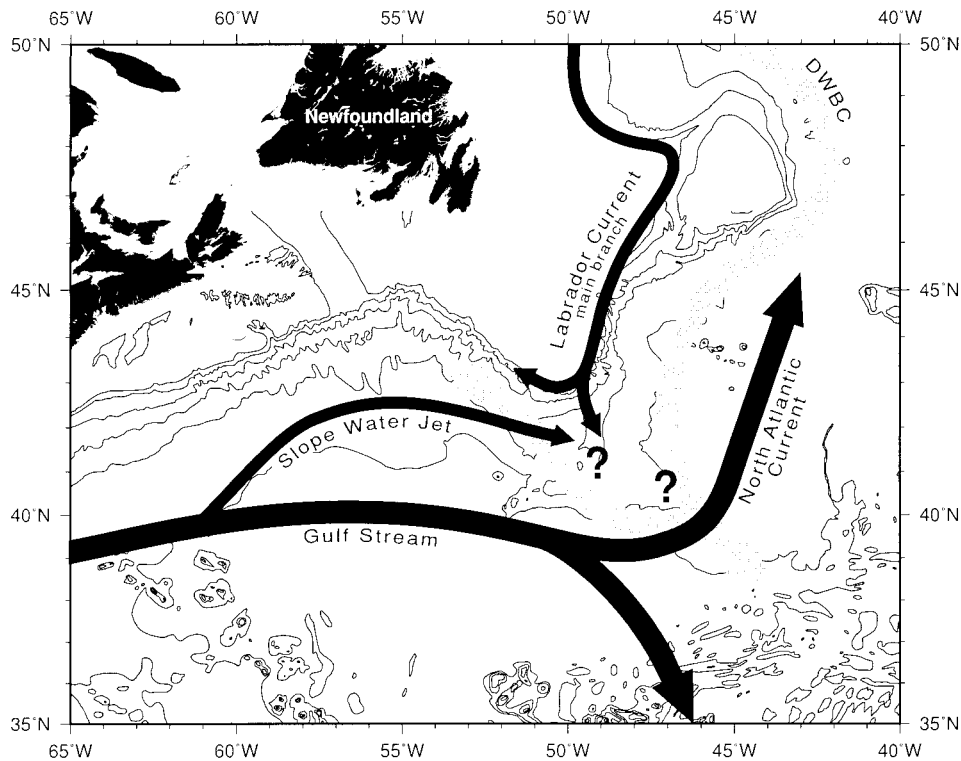 65°W 60°W 55°W 50°W 45°W 40°W
50°N 50°N
DWBC
Newfoundland
Labrador Current
main branch
45°N 45°N
Slope Water Jet
North Atlantic
Current
?
?
40°N 40°N
Gulf Stream
35°N 35°N
65°W 60°W 55°W 50°W 45°W 40°W